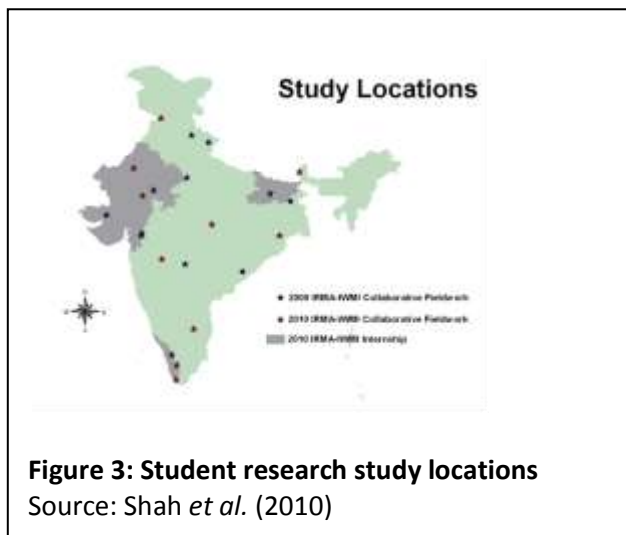 Study Locations
2009 IRMA-IWMI Collaborative Fieldwork
2010 IRMA-IWMI Collaborative Fieldwork
2010 IRMA-IWMI Internship
Figure 3: Student research study locations
Source: Shah et al. (2010)